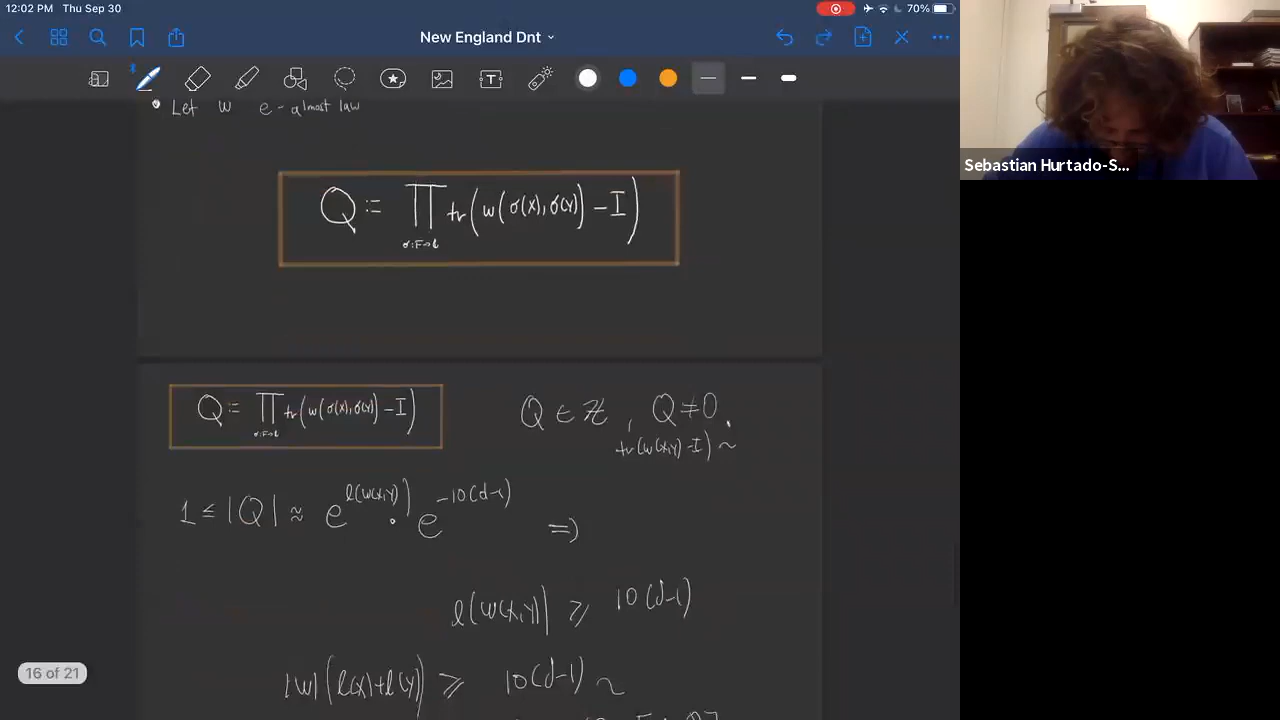 12:02 PM Thu Sep 30
70%
New England Dnt
• Let w e-almost law
Q := ∏ tr(w(σ(x), σ(y)) - I)
Sebastian Hurtado-S...
Q := ∏ tr(w(σ(x), σ(y)) - I)
Q ∈ ℤ, Q ≠ 0.
tr(w(x,y) - I) ~
1 ≤ |Q| ≈ e^{l(w(x,y))} · e^{-10(d-1)} =>
l(w(x,y)) ≥ 10(d-1)
|w| (l(x)+l(y)) ≥ 10(d-1) ~
16 of 21